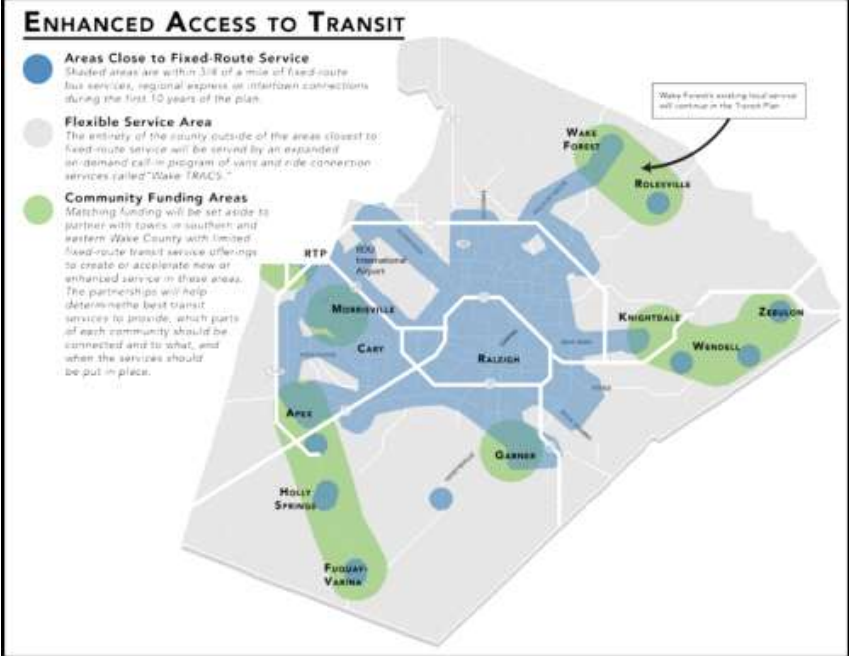 ENHANCED ACCESS TO TRANSIT
Areas Close to Fixed-Route Service
Shaded areas are within 3/4 of a mile of fixed-route
bus services, regional express or intertown connections
during the first 10 years of the plan.
Flexible Service Area
The entirety of the county outside of the areas closest to
fixed-route service will be served by an expanded
on-demand call-in program of vans and ride connection
services called "Wake TRACS."
Community Funding Areas
Matching funding will be set aside to
partner with towns in southern and
eastern Wake County with limited
fixed-route transit service offerings
to create or accelerate new or
enhanced service in these areas.
The partnerships will help
determinethe best transit
services to provide, which parts
of each community should be
connected and to what, and
when the services should
be put in place.
Wake Forest's existing local service
will continue in the Transit Plan
WAKE
FOREST
ROLESVILLE
RTP
RDU
International
Airport
MORRISVILLE
KNIGHTDALE
ZEBULON
WENDELL
CARY
RALEIGH
APEX
GARNER
HOLLY
SPRINGS
FUQUAY-
VARINA